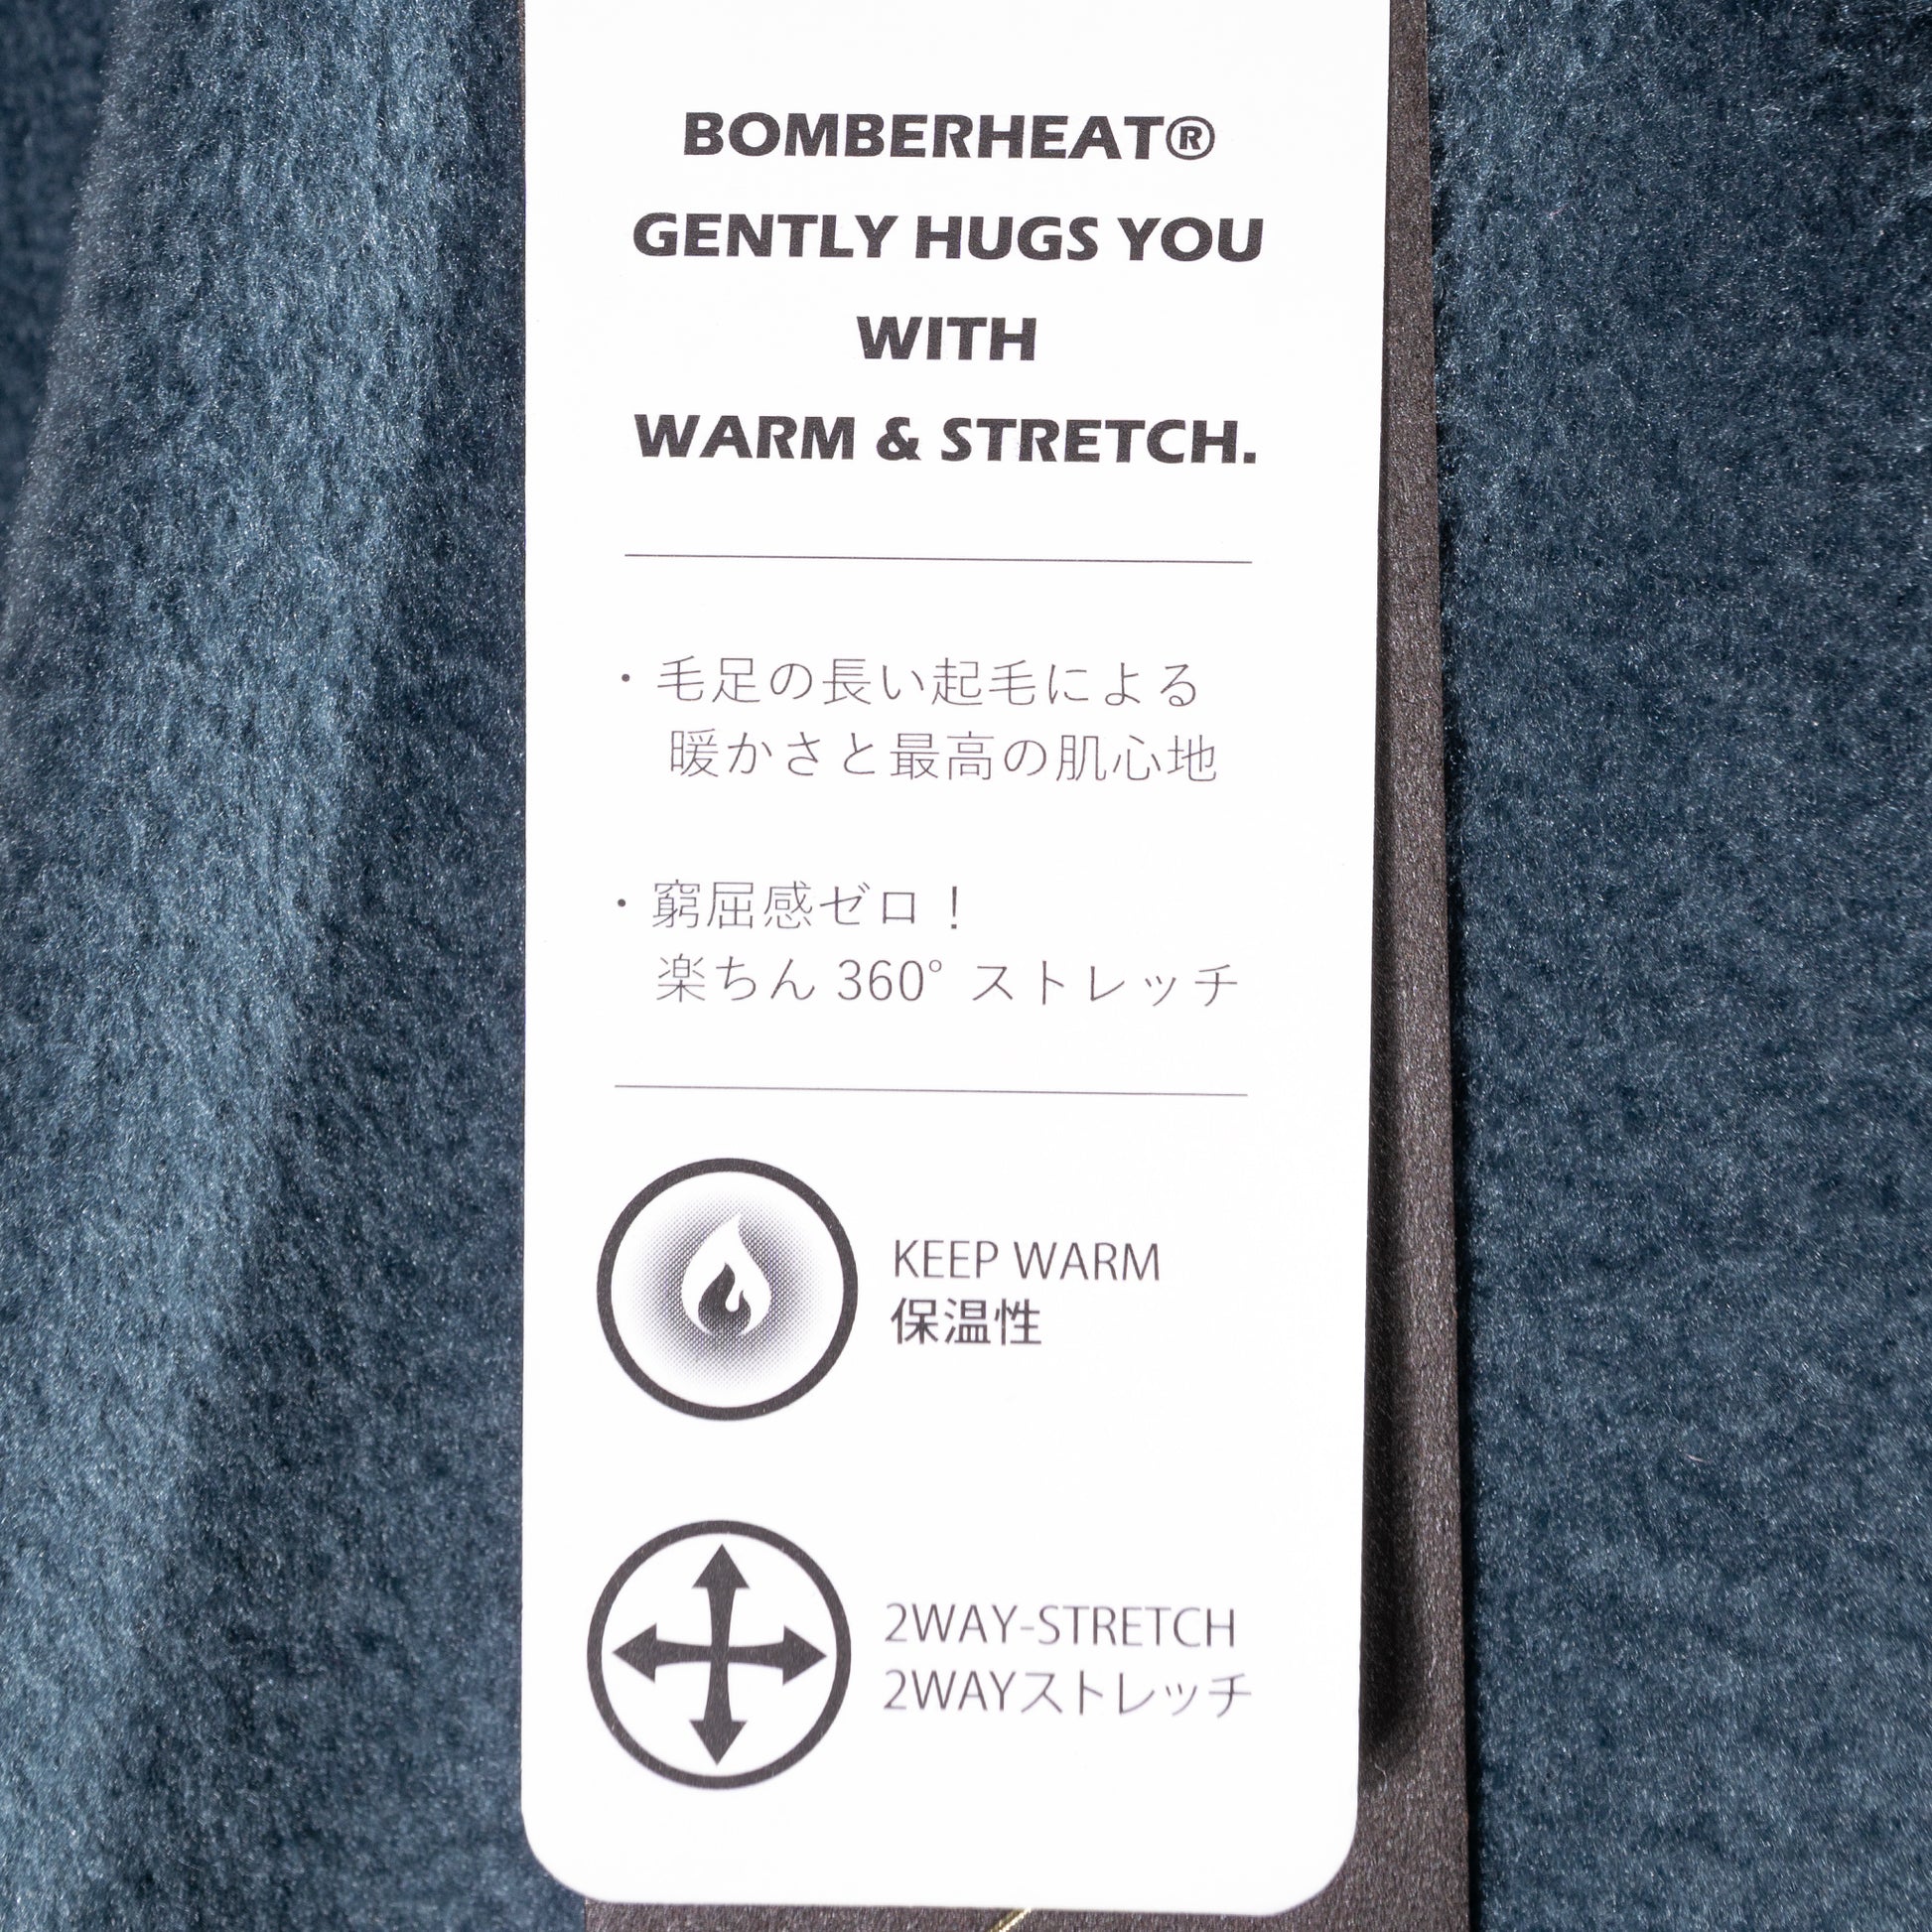 BOMBERHEAT®
GENTLY HUGS YOU
WITH
WARM & STRETCH.
・毛足の長い起毛による
暖かさと最高の肌心地
・窮屈感ゼロ！
楽ちん 360° ストレッチ
KEEP WARM
保温性
2WAY-STRETCH
2WAYストレッチ